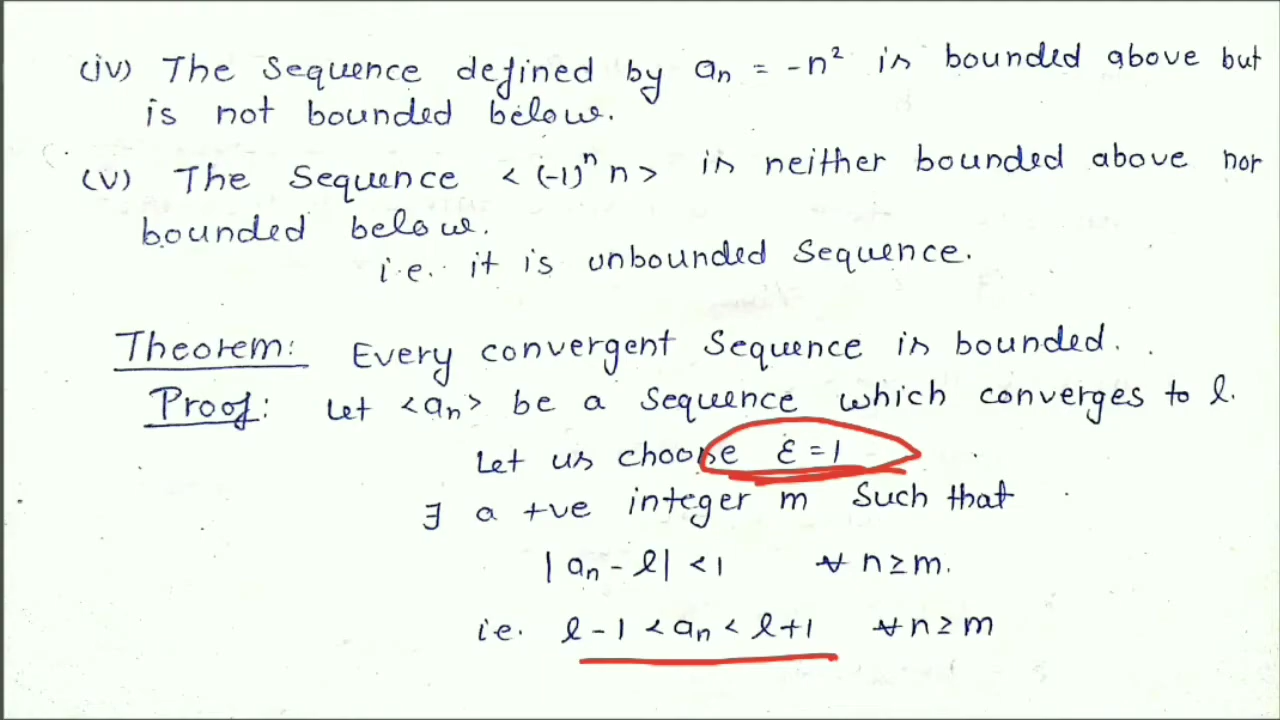 (iv) The Sequence defined by aₙ = -n² is bounded above but
is not bounded below.
(v) The Sequence < (-1)ⁿ n > is neither bounded above nor
bounded below.
i.e. it is unbounded Sequence.
Theorem: Every convergent Sequence is bounded.
Proof: Let <aₙ> be a Sequence which converges to l.
Let us choose ε = 1
∃ a +ve integer m Such that
|aₙ - l| < 1 ∀ n ≥ m.
i.e. l - 1 < aₙ < l + 1 ∀ n ≥ m